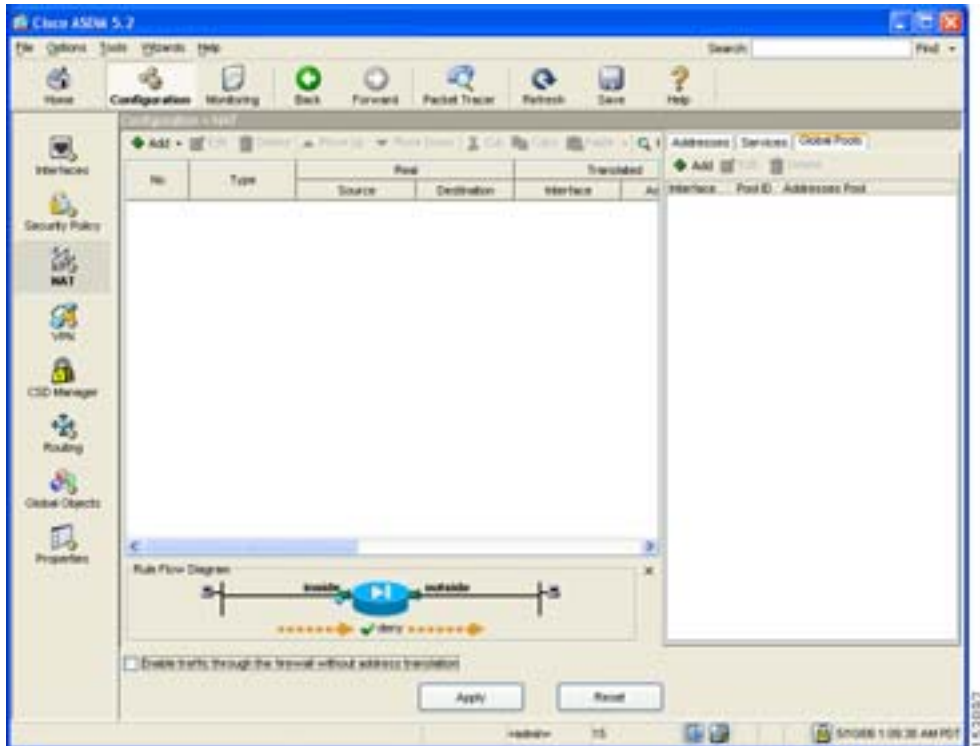 Cisco ASDM 5.2
File Options Tools Wizards Help Search: Find
Home Configuration Monitoring Back Forward Packet Tracer Refresh Save Help
Configuration > NAT
Interfaces
Security Policy
NAT
VPN
CSD Manager
Routing
Global Objects
Properties
Add Edit Delete Move Up Move Down Cut Copy Paste
No Type Real Translated
Source Destination Interface Ad
Addresses Services Global Pools
Add Edit Delete
Interface Pool ID Addresses Pool
Rule Flow Diagram
inside outside
deny
Enable traffic through the firewall without address translation
Apply Reset
<admin> 15